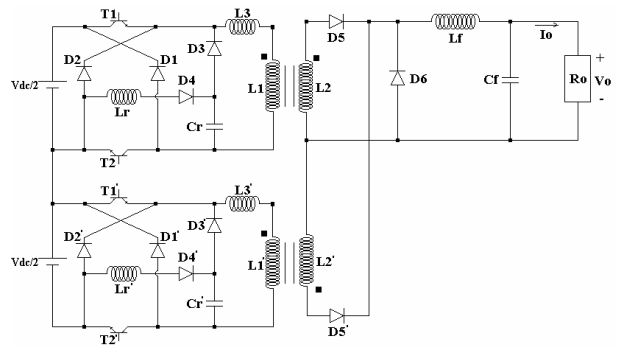 T1 L3 D5 Lf Io
D2 D1 D3
Vdc/2 Lr D4 L1 L2 D6 Cf Ro + Vo -
Cr
T2
T1' L3'
D2' D1' D3'
Vdc/2 Lr' D4' L1' L2'
Cr'
T2' D5'